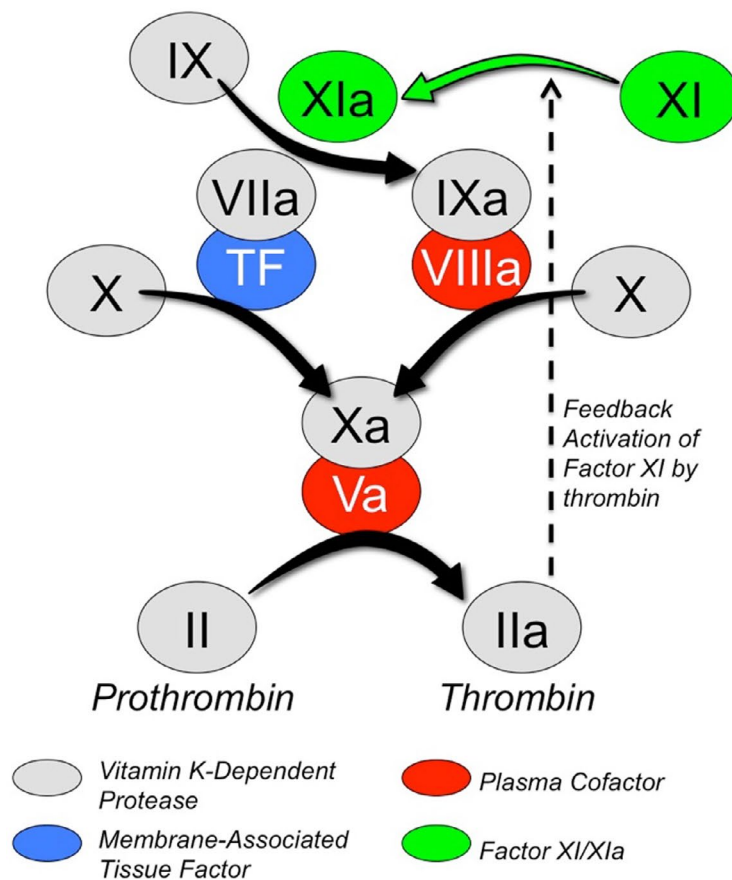 IX
XIa
XI
VIIa
IXa
TF
VIIIa
X
X
Xa
Va
Feedback
Activation of
Factor XI by
thrombin
II
IIa
Prothrombin
Thrombin
Vitamin K-Dependent
Protease
Plasma Cofactor
Membrane-Associated
Tissue Factor
Factor XI/XIa